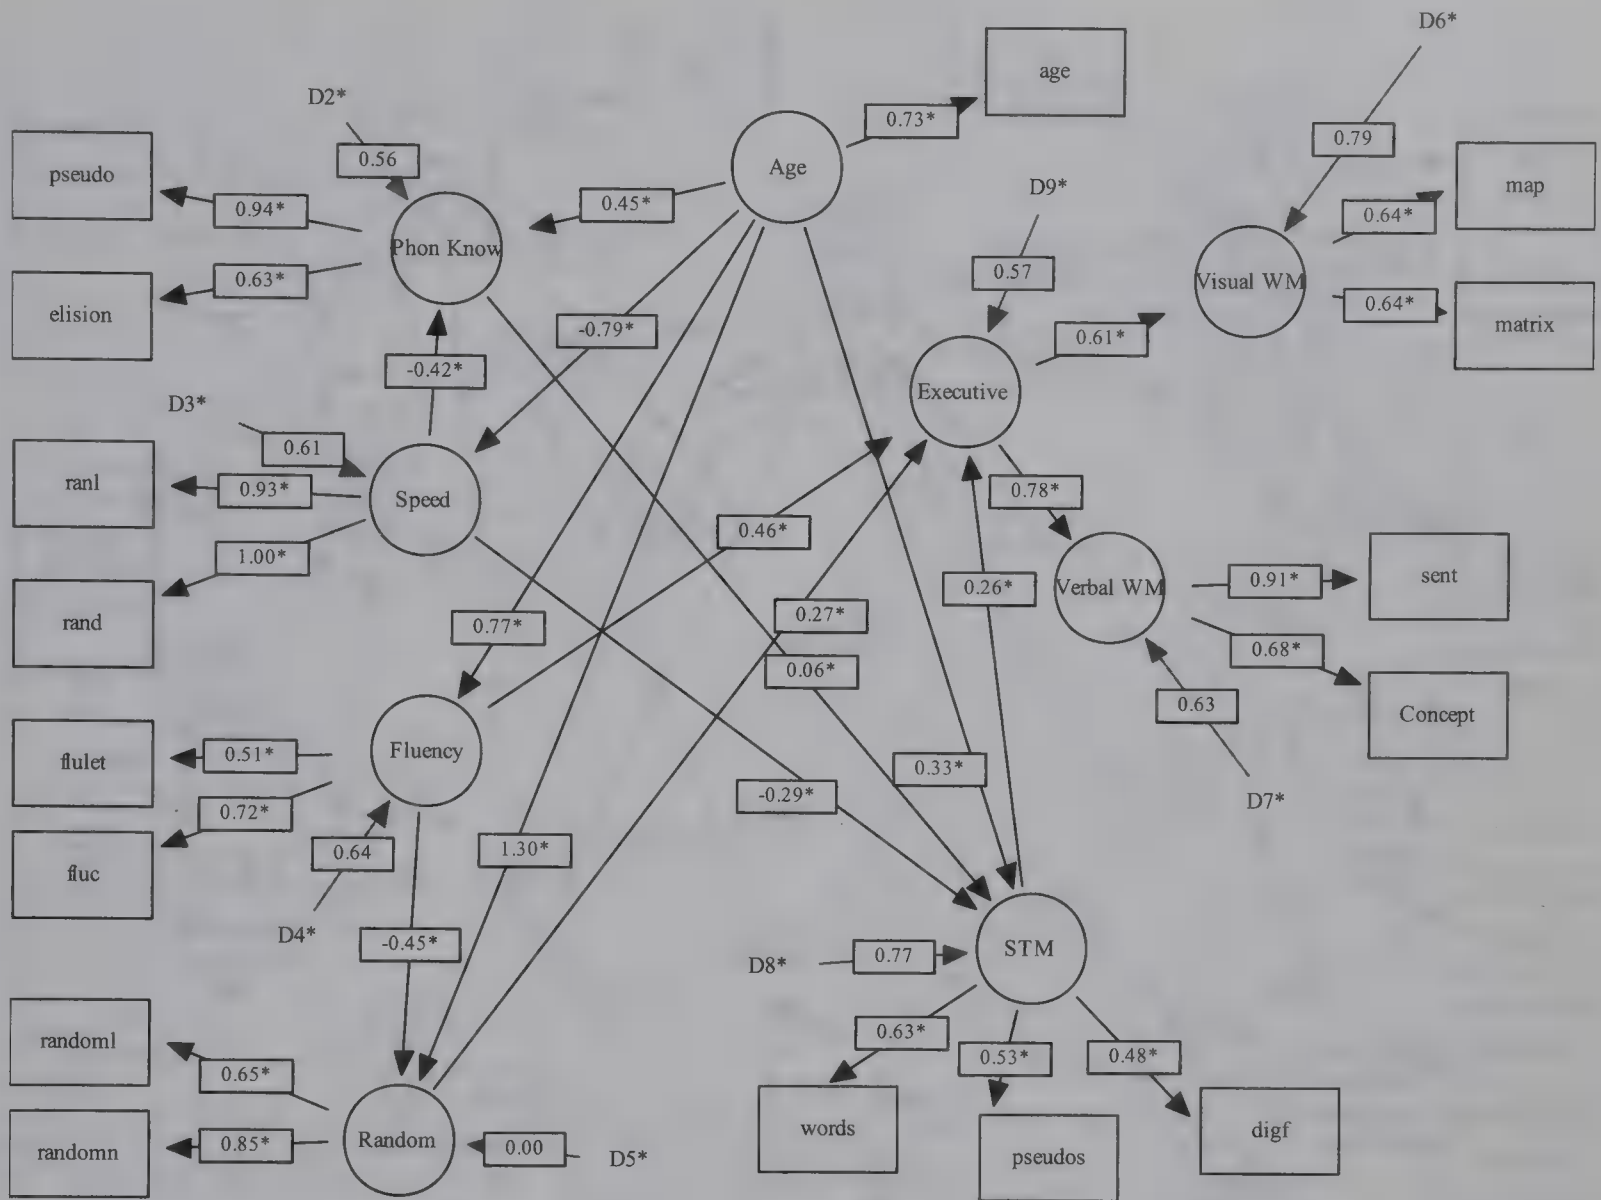 D6*
age
D2*
0.73*
pseudo
0.56
Age
0.79
map
0.94*
0.45*
D9*
0.64*
Phon Know
0.63*
0.57
Visual WM
elision
-0.79*
0.61*
0.64*
matrix
-0.42*
Executive
D3*
0.61
ranl
0.93*
Speed
0.78*
0.46*
1.00*
0.91*
sent
0.26*
Verbal WM
rand
0.77*
0.27*
0.06*
0.68*
0.63
Concept
flulet
0.51*
Fluency
0.33*
-0.29*
D7*
0.72*
0.64
1.30*
fluc
D4*
-0.45*
STM
D8*
0.77
randoml
0.63*
0.65*
0.53*
0.48*
words
digf
randomn
0.85*
Random
0.00
D5*
pseudos